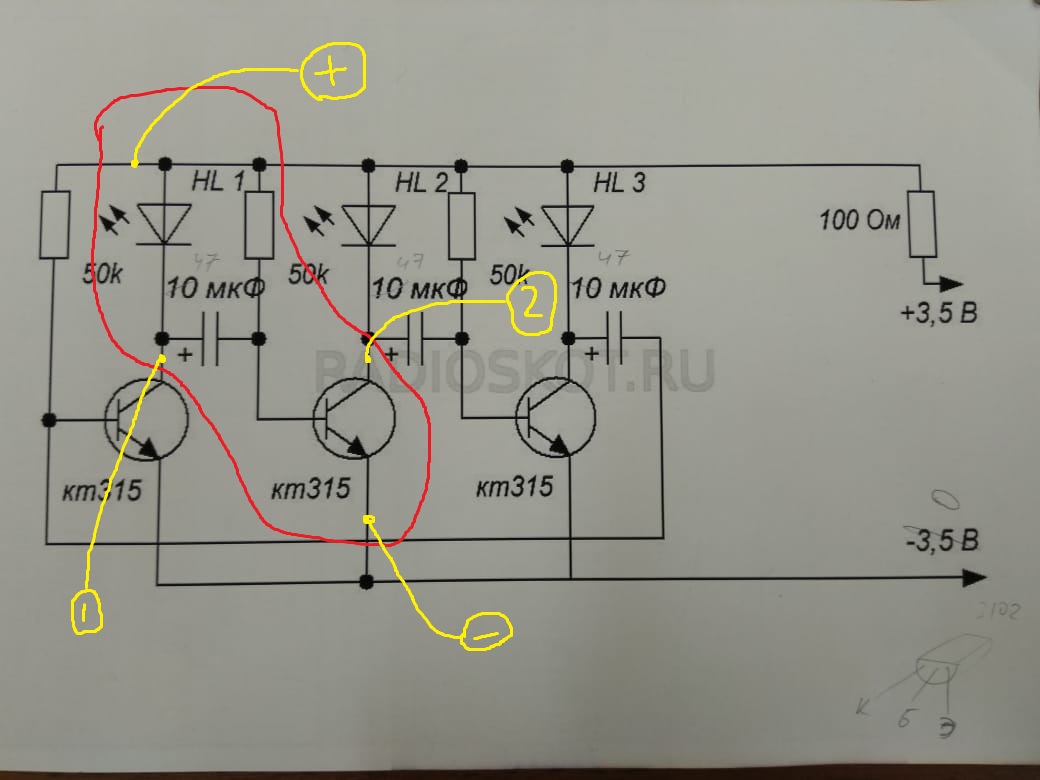 +
HL 1
HL 2
HL 3
100 Ом
50k
47
10 мкФ
50k
47
10 мкФ
50k
2
47
10 мкФ
+3,5 В
+
+
+
RADIOSKOT.RU
кт315
кт315
кт315
0
-3,5 В
1
−
К Б Э